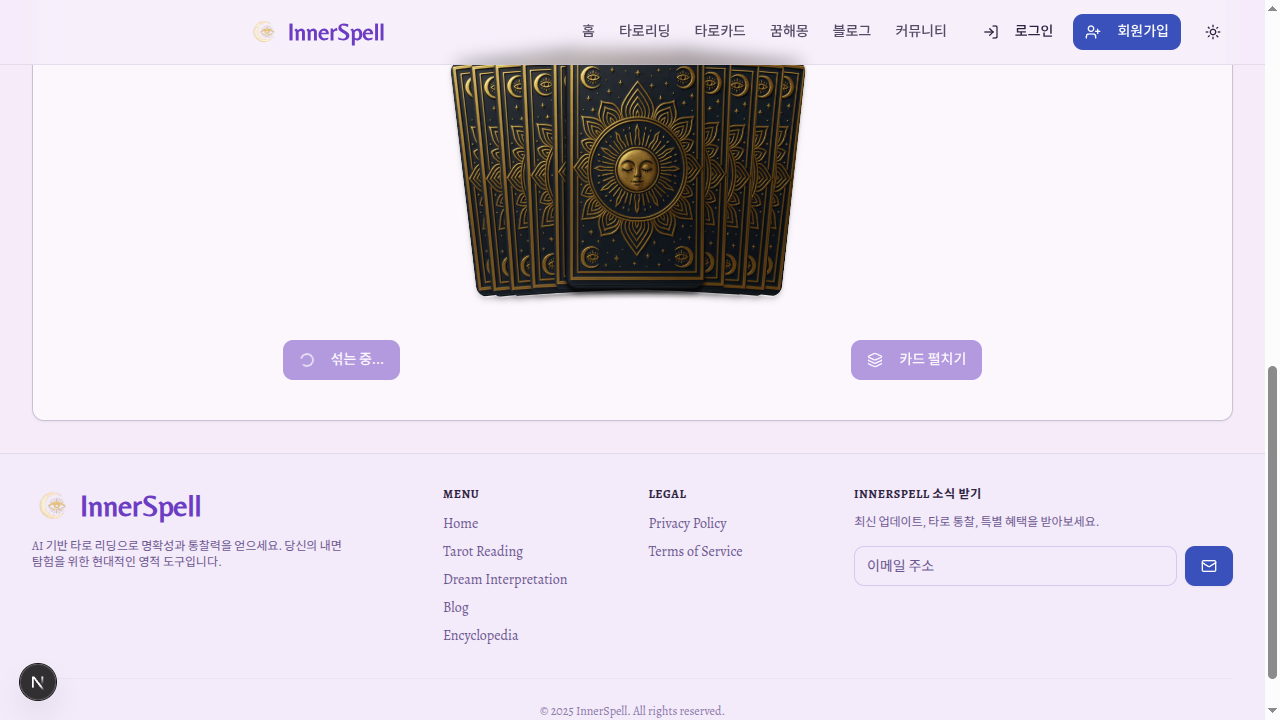 InnerSpell
홈
타로리딩
타로카드
꿈해몽
블로그
커뮤니티
로그인
회원가입
섞는 중...
카드 펼치기
InnerSpell
AI 기반 타로 리딩으로 명확성과 통찰력을 얻으세요. 당신의 내면
탐험을 위한 현대적인 영적 도구입니다.
MENU
Home
Tarot Reading
Dream Interpretation
Blog
Encyclopedia
LEGAL
Privacy Policy
Terms of Service
INNERSPELL 소식 받기
최신 업데이트, 타로 통찰, 특별 혜택을 받아보세요.
이메일 주소
N
© 2025 InnerSpell. All rights reserved.